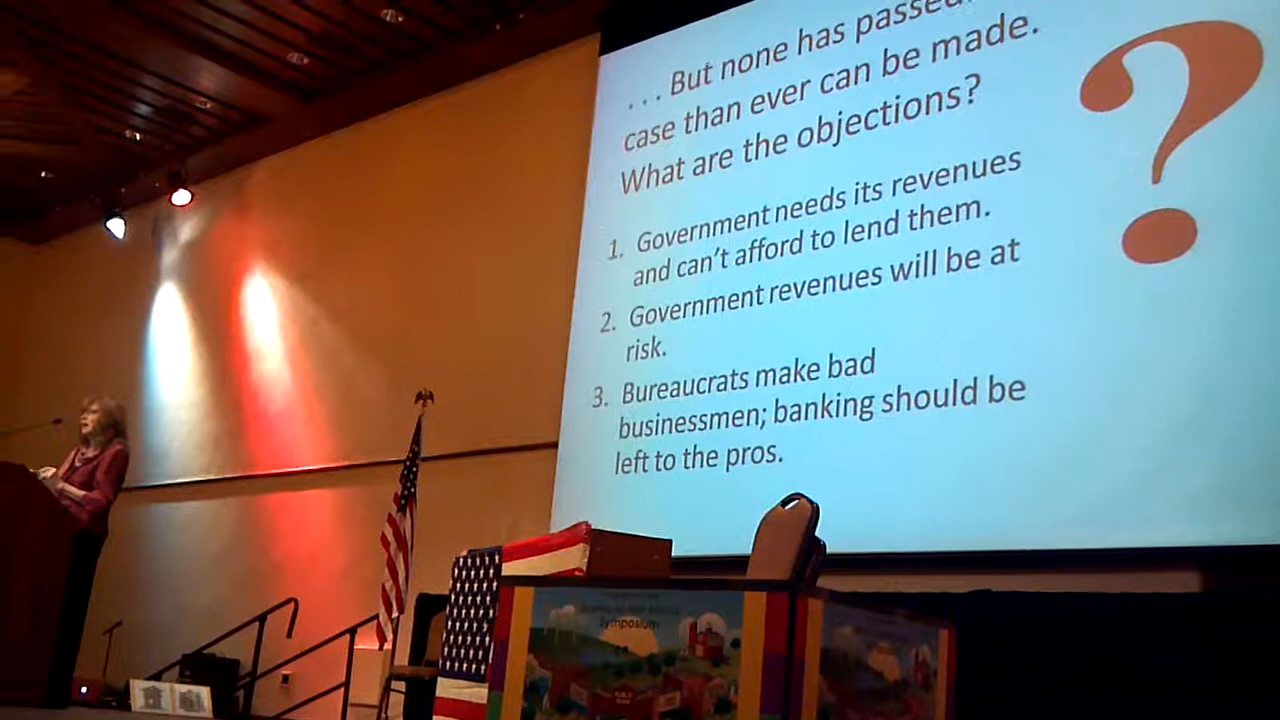 . . . But none has passed
case than ever can be made.
What are the objections?
1. Government needs its revenues
and can't afford to lend them.
2. Government revenues will be at
risk.
3. Bureaucrats make bad
businessmen; banking should be
left to the pros.
?
Symposium